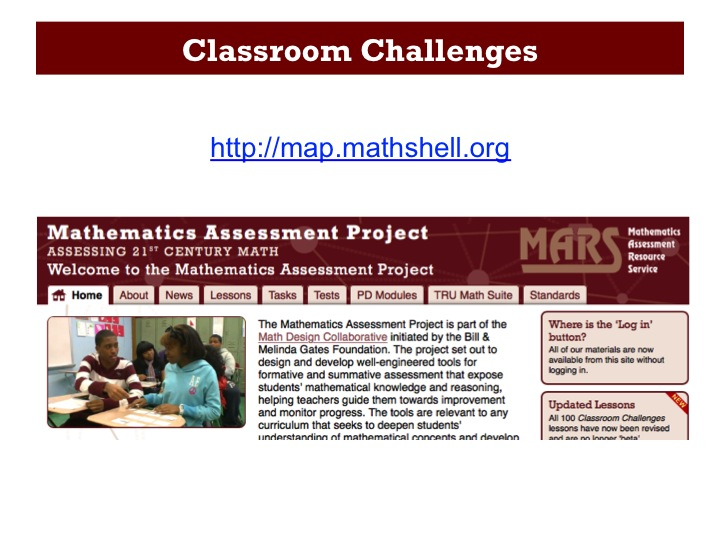 Classroom Challenges
http://map.mathshell.org
Mathematics Assessment Project
ASSESSING 21ST CENTURY MATH
Welcome to the Mathematics Assessment Project
MARS
Mathematics
Assessment
Resource
Service
Home About News Lessons Tasks Tests PD Modules TRU Math Suite Standards
The Mathematics Assessment Project is part of the
Math Design Collaborative initiated by the Bill &
Melinda Gates Foundation. The project set out to
design and develop well-engineered tools for
formative and summative assessment that expose
students' mathematical knowledge and reasoning,
helping teachers guide them towards improvement
and monitor progress. The tools are relevant to any
curriculum that seeks to deepen students'
understanding of mathematical concepts and develop
Where is the 'Log in'
button?
All of our materials are now
available from this site without
logging in.
NEW
Updated Lessons
All 100 Classroom Challenges
lessons have now been revised
and are no longer 'beta'